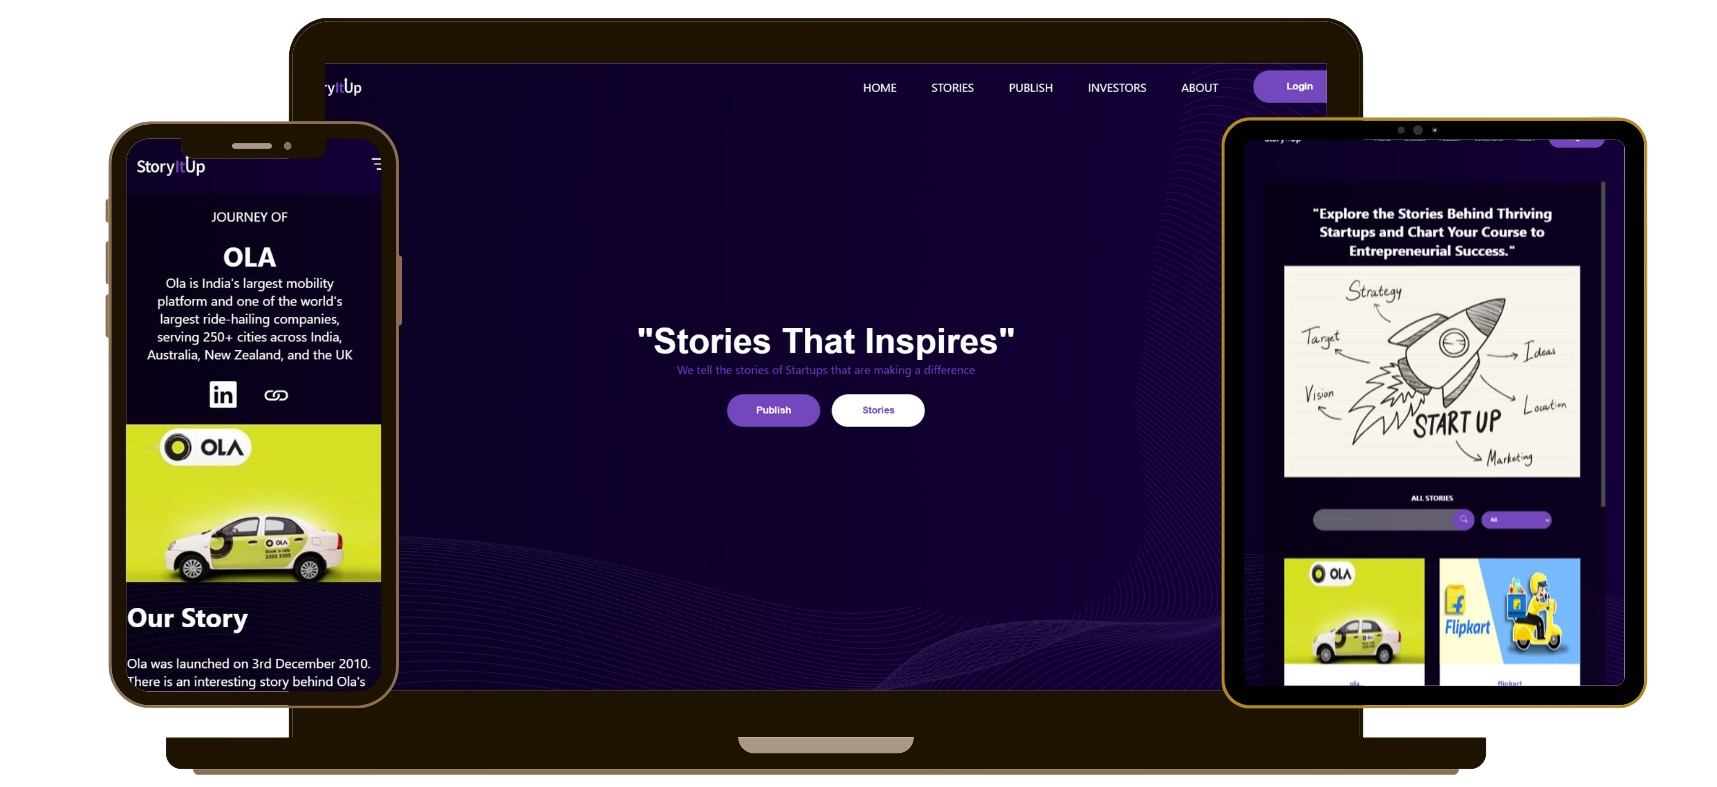 ryItUp
HOME STORIES PUBLISH INVESTORS ABOUT
Login
"Stories That Inspires"
We tell the stories of Startups that are making a difference
Publish
Stories
StoryItUp
JOURNEY OF
OLA
Ola is India's largest mobility
platform and one of the world's
largest ride-hailing companies,
serving 250+ cities across India,
Australia, New Zealand, and the UK
in
OLA
OLA
Book a ride
Our Story
Ola was launched on 3rd December 2010.
There is an interesting story behind Ola's
"Explore the Stories Behind Thriving
Startups and Chart Your Course to
Entrepreneurial Success."
Strategy
Target
Ideas
Vision
Location
START UP
Marketing
ALL STORIES
All
OLA
Flipkart
ola
flipkart